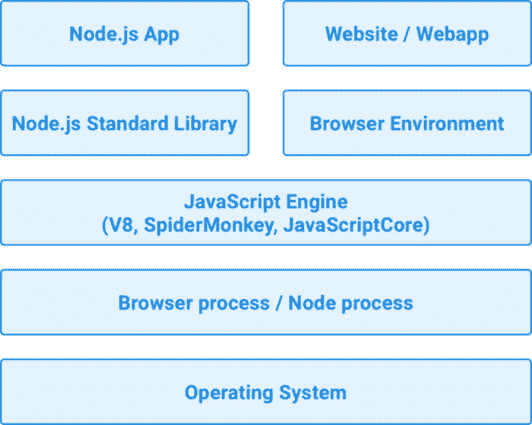 Node.js App
Website / Webapp
Node.js Standard Library
Browser Environment
JavaScript Engine
(V8, SpiderMonkey, JavaScriptCore)
Browser process / Node process
Operating System